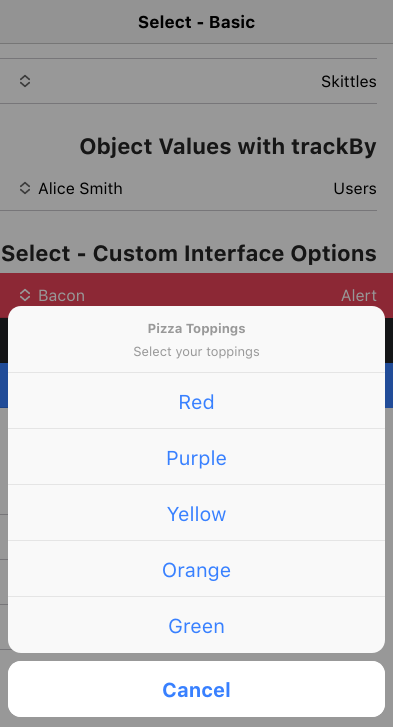 Select - Basic
Skittles
Object Values with trackBy
Alice Smith Users
Select - Custom Interface Options
Bacon Alert
Pizza Toppings
Select your toppings
Red
Purple
Yellow
Orange
Green
Cancel